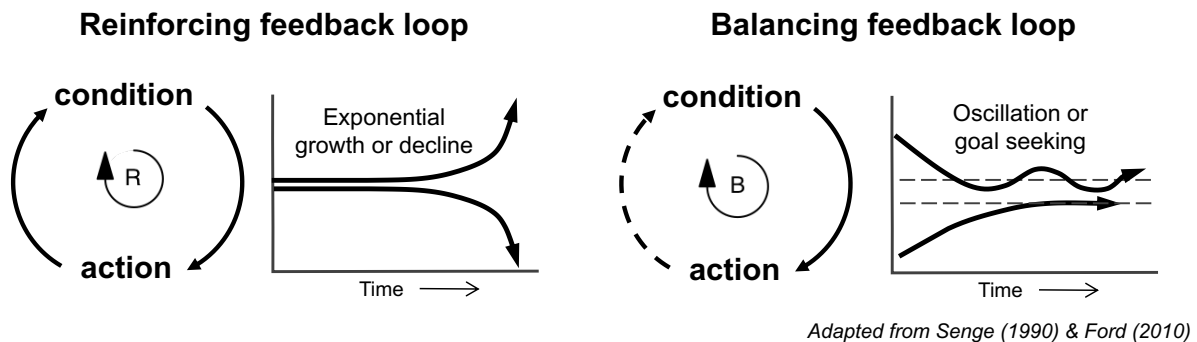 Reinforcing feedback loop
condition
R
action
Exponential
growth or decline
Time
Balancing feedback loop
condition
B
action
Oscillation or
goal seeking
Time
Adapted from Senge (1990) & Ford (2010)